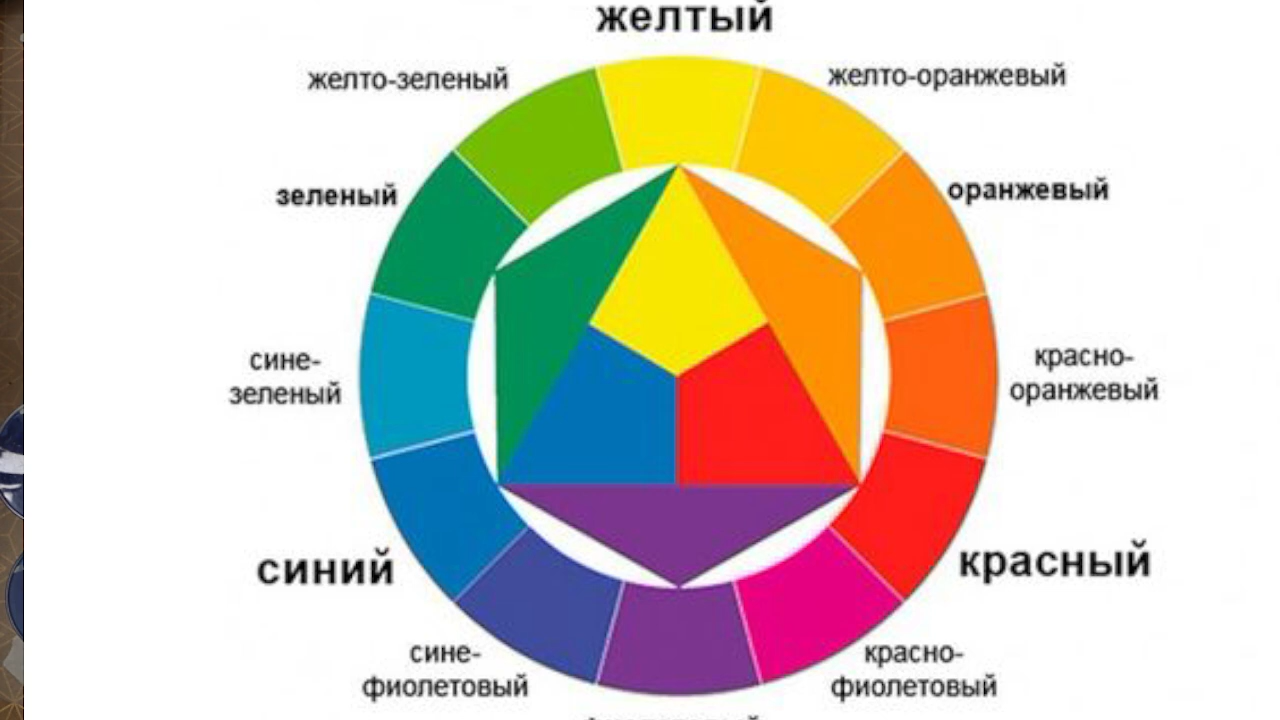 желтый
желто-зеленый
желто-оранжевый
зеленый
оранжевый
сине-
зеленый
красно-
оранжевый
синий
красный
сине-
фиолетовый
красно-
фиолетовый